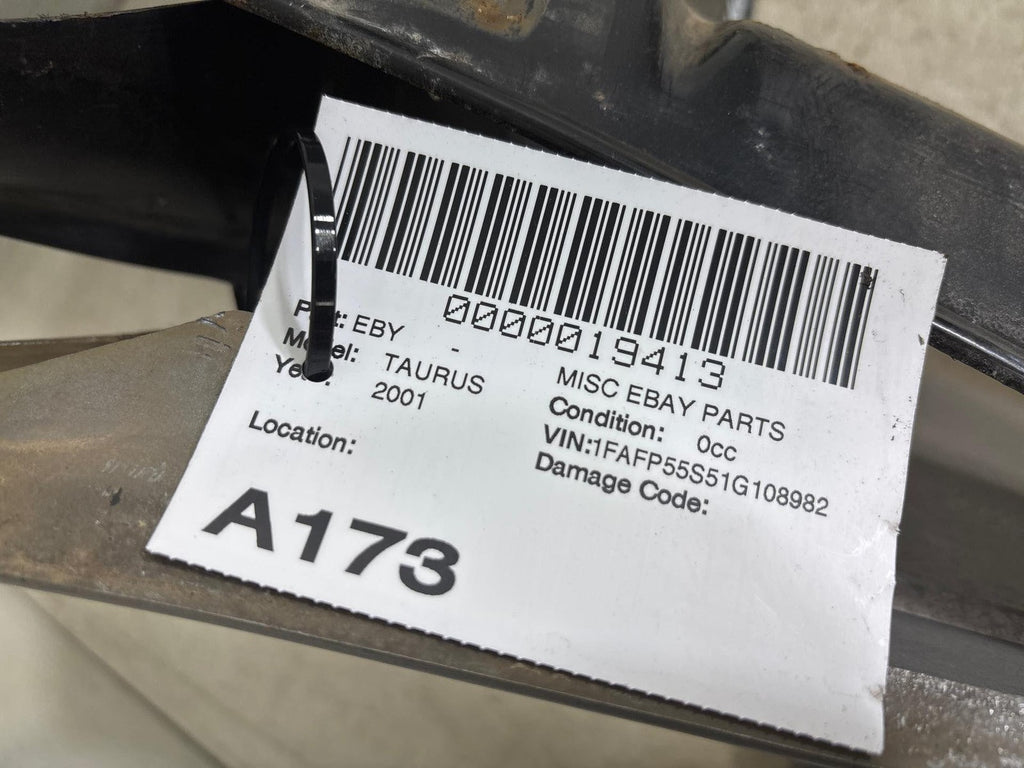 0000019413
Part: EBY - MISC EBAY PARTS
Model: TAURUS Condition: 0cc
Year: 2001 VIN:1FAFP55S51G108982
Location: Damage Code:
A173